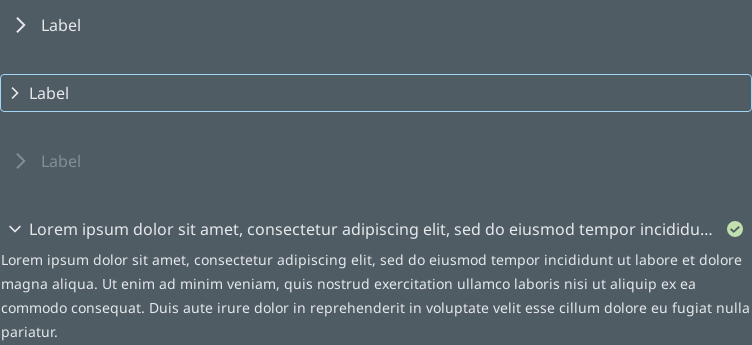 Label
Label
Label
Lorem ipsum dolor sit amet, consectetur adipiscing elit, sed do eiusmod tempor incididu...
Lorem ipsum dolor sit amet, consectetur adipiscing elit, sed do eiusmod tempor incididunt ut labore et dolore
magna aliqua. Ut enim ad minim veniam, quis nostrud exercitation ullamco laboris nisi ut aliquip ex ea
commodo consequat. Duis aute irure dolor in reprehenderit in voluptate velit esse cillum dolore eu fugiat nulla
pariatur.